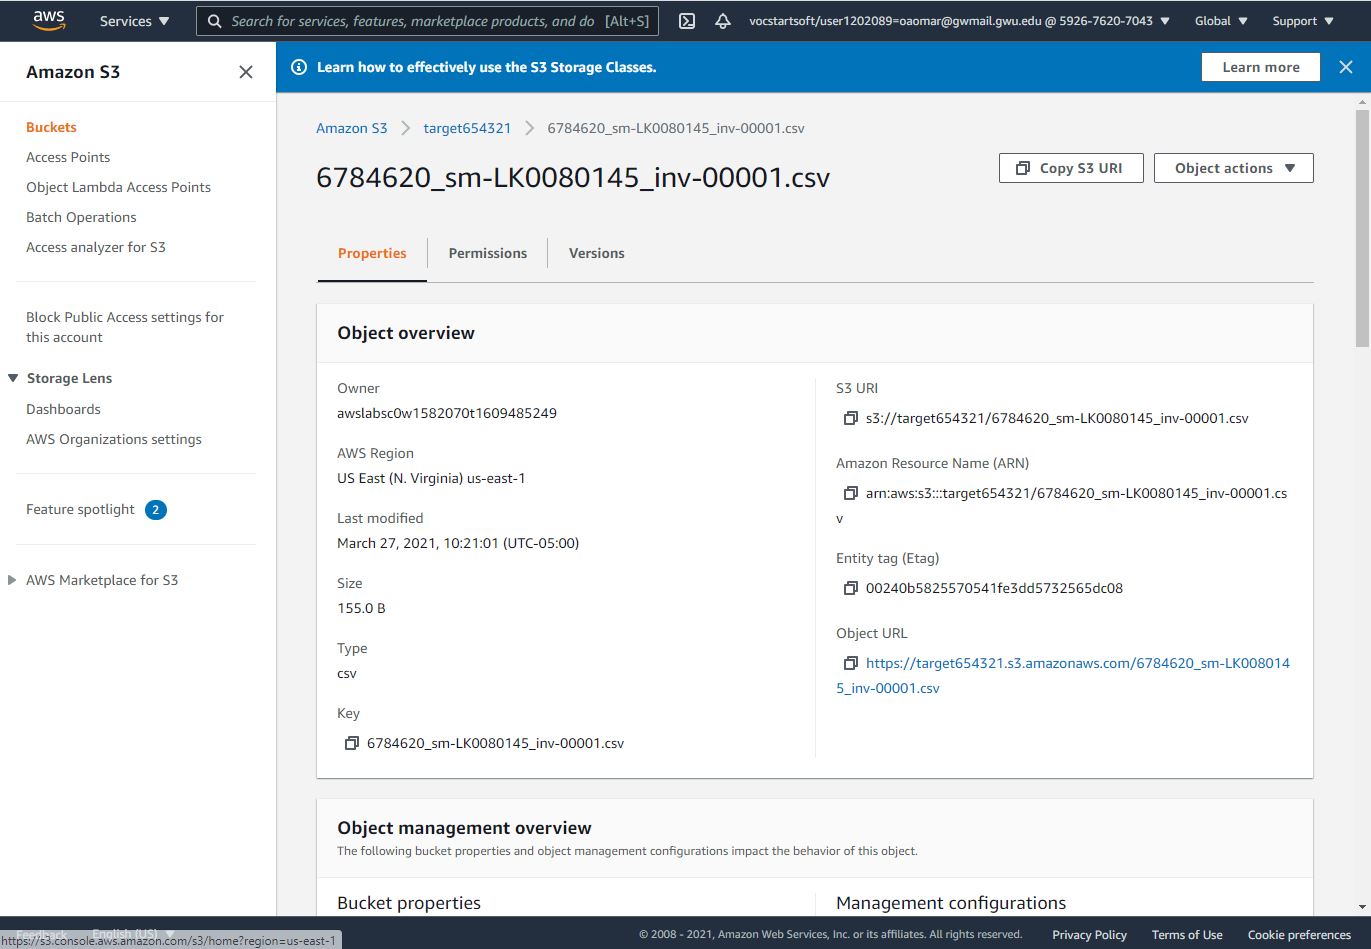 aws
Services
Search for services, features, marketplace products, and do [Alt+S]
vocstartsoft/user1202089=oaomar@gwmail.gwu.edu @ 5926-7620-7043
Global
Support
Amazon S3
Buckets
Access Points
Object Lambda Access Points
Batch Operations
Access analyzer for S3
Block Public Access settings for
this account
Storage Lens
Dashboards
AWS Organizations settings
Feature spotlight 2
AWS Marketplace for S3
Learn how to effectively use the S3 Storage Classes.
Learn more
Amazon S3 target654321 6784620_sm-LK0080145_inv-00001.csv
6784620_sm-LK0080145_inv-00001.csv
Copy S3 URI
Object actions
Properties
Permissions
Versions
Object overview
Owner
awslabsc0w1582070t1609485249
AWS Region
US East (N. Virginia) us-east-1
Last modified
March 27, 2021, 10:21:01 (UTC-05:00)
Size
155.0 B
Type
csv
Key
6784620_sm-LK0080145_inv-00001.csv
S3 URI
s3://target654321/6784620_sm-LK0080145_inv-00001.csv
Amazon Resource Name (ARN)
arn:aws:s3:::target654321/6784620_sm-LK0080145_inv-00001.cs
v
Entity tag (Etag)
00240b5825570541fe3dd5732565dc08
Object URL
https://target654321.s3.amazonaws.com/6784620_sm-LK008014
5_inv-00001.csv
Object management overview
The following bucket properties and object management configurations impact the behavior of this object.
Bucket properties
Management configurations
Feedback
English (US)
https://s3.console.aws.amazon.com/s3/home?region=us-east-1
© 2008 - 2021, Amazon Web Services, Inc. or its affiliates. All rights reserved.
Privacy Policy
Terms of Use
Cookie preferences